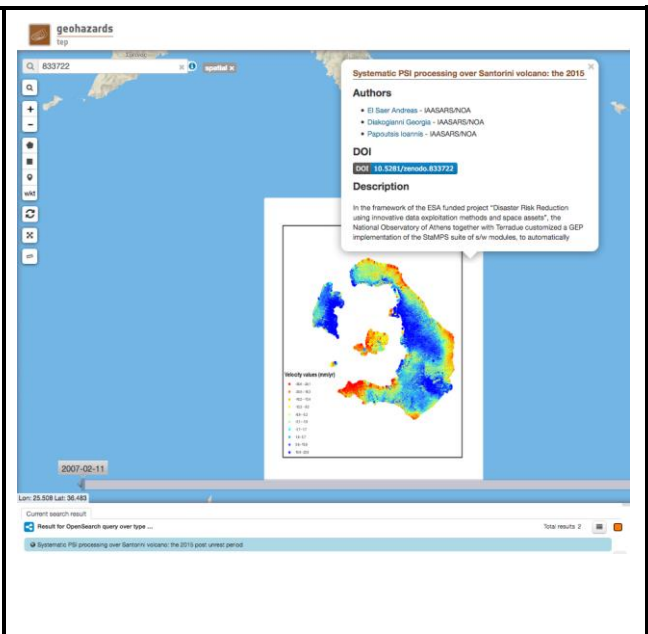 geohazards
tep
833722
spatial ×
+
−
wkt
Systematic PSI processing over Santorini volcano: the 2015
Authors
• El Saer Andreas - IAASARS/NOA
• Diakogianni Georgia - IAASARS/NOA
• Papoutsis Ioannis - IAASARS/NOA
DOI
DOI 10.5281/zenodo.833722
Description
In the framework of the ESA funded project "Disaster Risk Reduction
using innovative data exploitation methods and space assets", the
National Observatory of Athens together with Terradue customized a GEP
implementation of the StaMPS suite of s/w modules, to automatically
Velocity values (mm/yr)
2007-02-11
Lon: 25.508 Lat: 36.483
Current search result
Result for OpenSearch query over type ...
Total results 2
Systematic PSI processing over Santorini volcano: the 2015 post unrest period